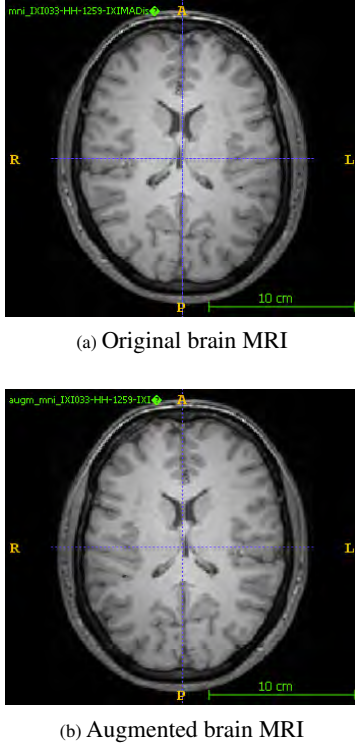 mni_IXI033-HH-1259-IXIMADis�
A
R
L
P
10 cm
(a) Original brain MRI
augm_mni_IXI033-HH-1259-IXI�
A
R
L
P
10 cm
(b) Augmented brain MRI